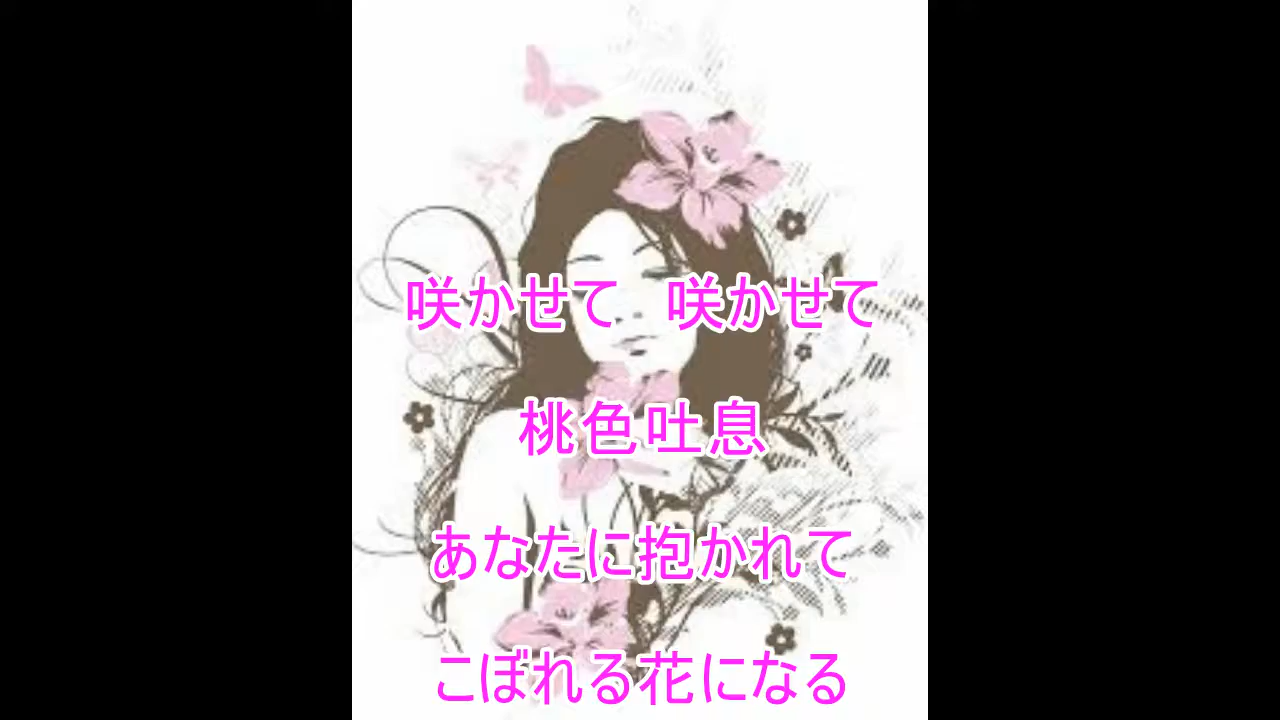 咲かせて　咲かせて
桃色吐息
あなたに抱かれて
こぼれる花になる